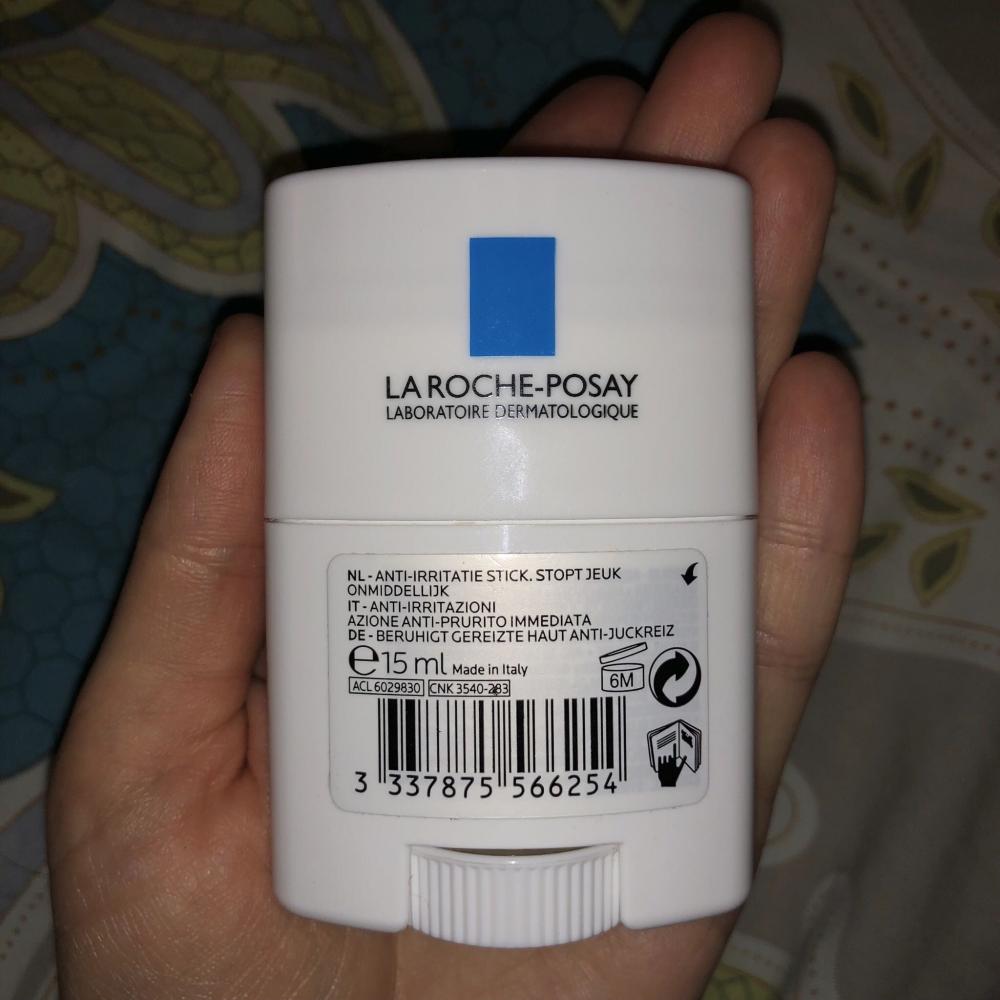 LA ROCHE-POSAY
LABORATOIRE DERMATOLOGIQUE
NL - ANTI-IRRITATIE STICK. STOPT JEUK
ONMIDDELLIJK
IT - ANTI-IRRITAZIONI
AZIONE ANTI-PRURITO IMMEDIATA
DE - BERUHIGT GEREIZTE HAUT ANTI-JUCKREIZ
℮15 ml Made in Italy
ACL 6029830 CNK 3540-283
6M
3 337875 566254